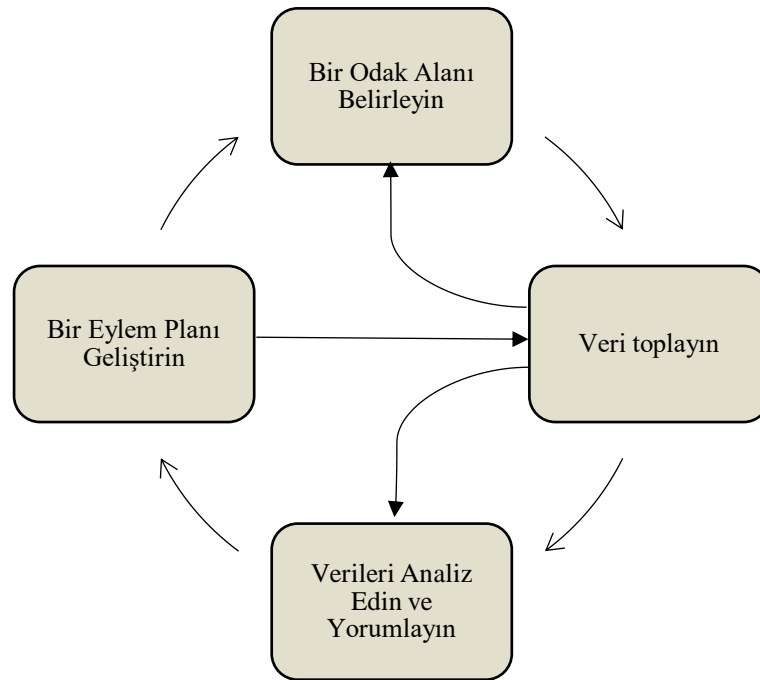 Bir Odak Alanı
Belirleyin
Bir Eylem Planı
Geliştirin
Veri toplayın
Verileri Analiz
Edin ve
Yorumlayın